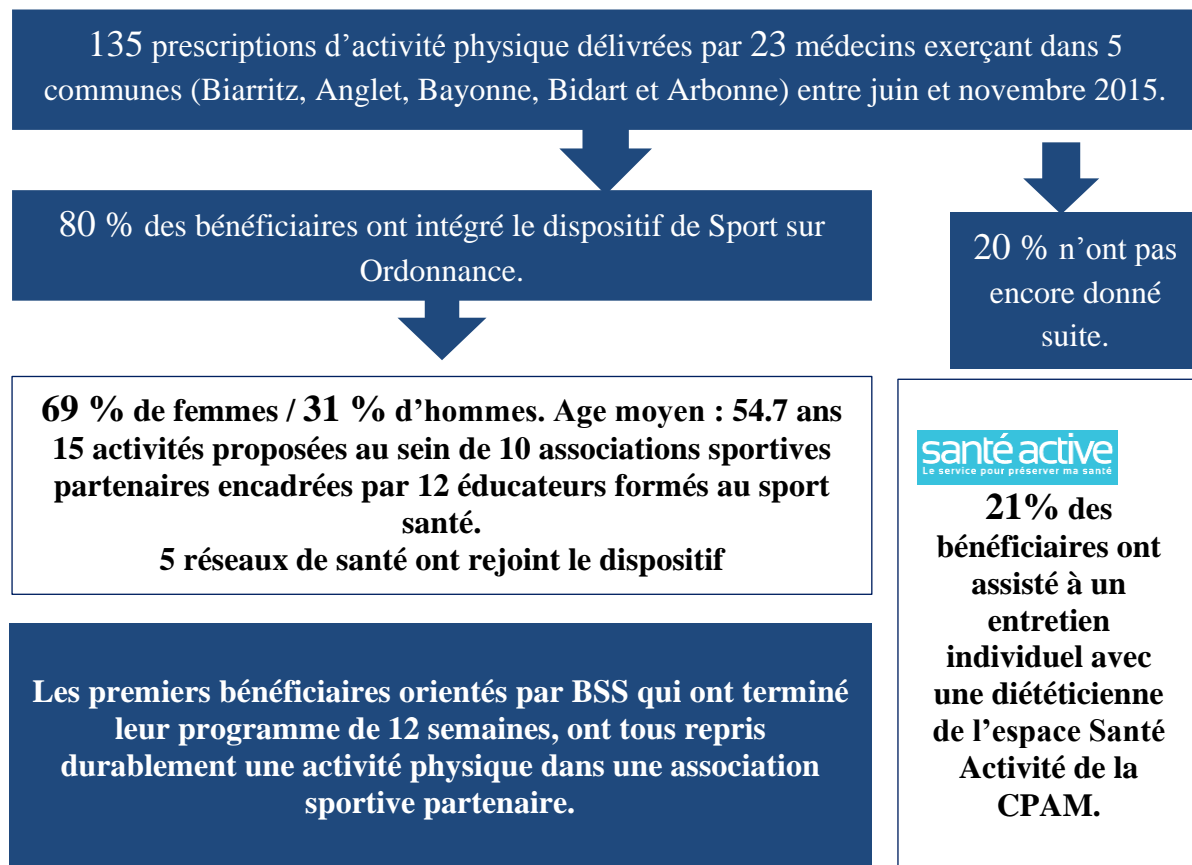 135 prescriptions d’activité physique délivrées par 23 médecins exerçant dans 5
communes (Biarritz, Anglet, Bayonne, Bidart et Arbonne) entre juin et novembre 2015.
80 % des bénéficiaires ont intégré le dispositif de Sport sur
Ordonnance.
20 % n’ont pas
encore donné
suite.
69 % de femmes / 31 % d’hommes. Age moyen : 54.7 ans
15 activités proposées au sein de 10 associations sportives
partenaires encadrées par 12 éducateurs formés au sport
santé.
5 réseaux de santé ont rejoint le dispositif
santé active
Le service pour préserver ma santé
21% des
bénéficiaires ont
assisté à un
entretien
individuel avec
une diététicienne
de l’espace Santé
Activité de la
CPAM.
Les premiers bénéficiaires orientés par BSS qui ont terminé
leur programme de 12 semaines, ont tous repris
durablement une activité physique dans une association
sportive partenaire.